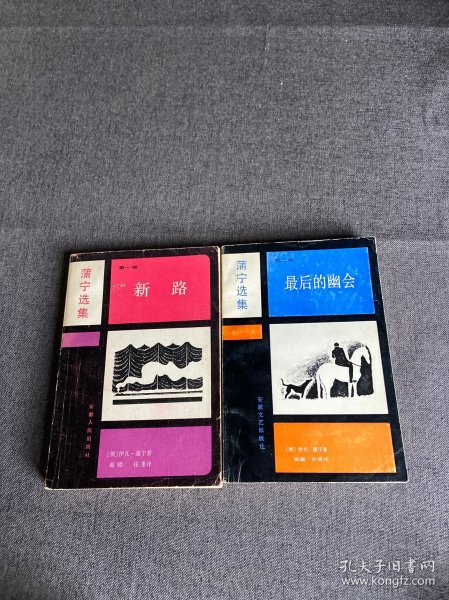 蒲宁选集
第一卷
新路
安徽人民出版社
[俄]伊凡·蒲宁著
戴骢 任重译
蒲宁选集
第一卷
最后的幽会
安徽文艺出版社
[俄]伊凡·蒲宁著
戴骢 任重译
孔夫子旧书网
www.kongfz.com